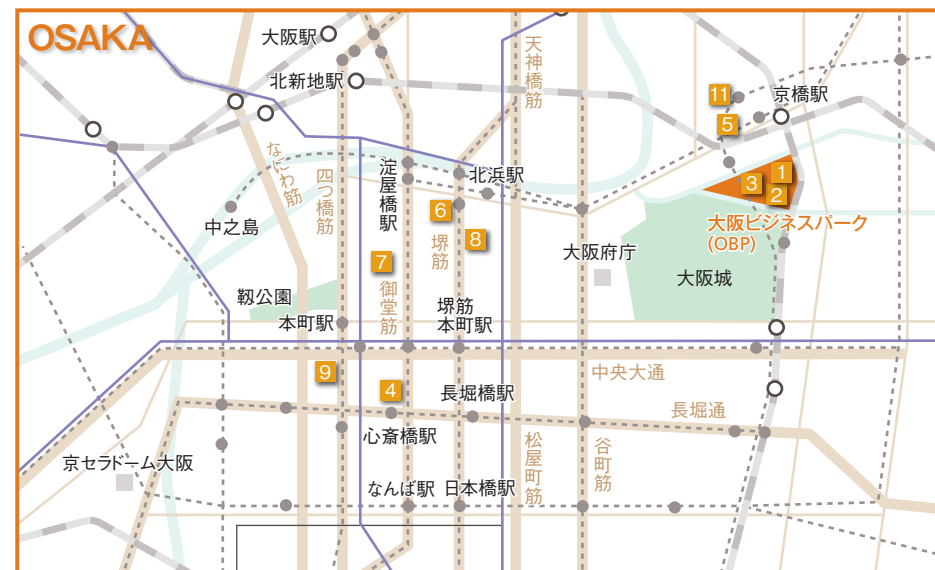 OSAKA
大阪駅
北新地駅
天神橋筋
京橋駅
11
5
なにわ筋
四つ橋筋
淀屋橋駅
北浜駅
1
3
2
中之島
6
堺筋
8
大阪府庁
大阪ビジネスパーク
(OBP)
7
御堂筋
大阪城
靱公園
本町駅
堺筋
本町駅
9
4
長堀橋駅
中央大通
長堀通
心斎橋駅
松屋町筋
谷町筋
京セラドーム大阪
なんば駅
日本橋駅